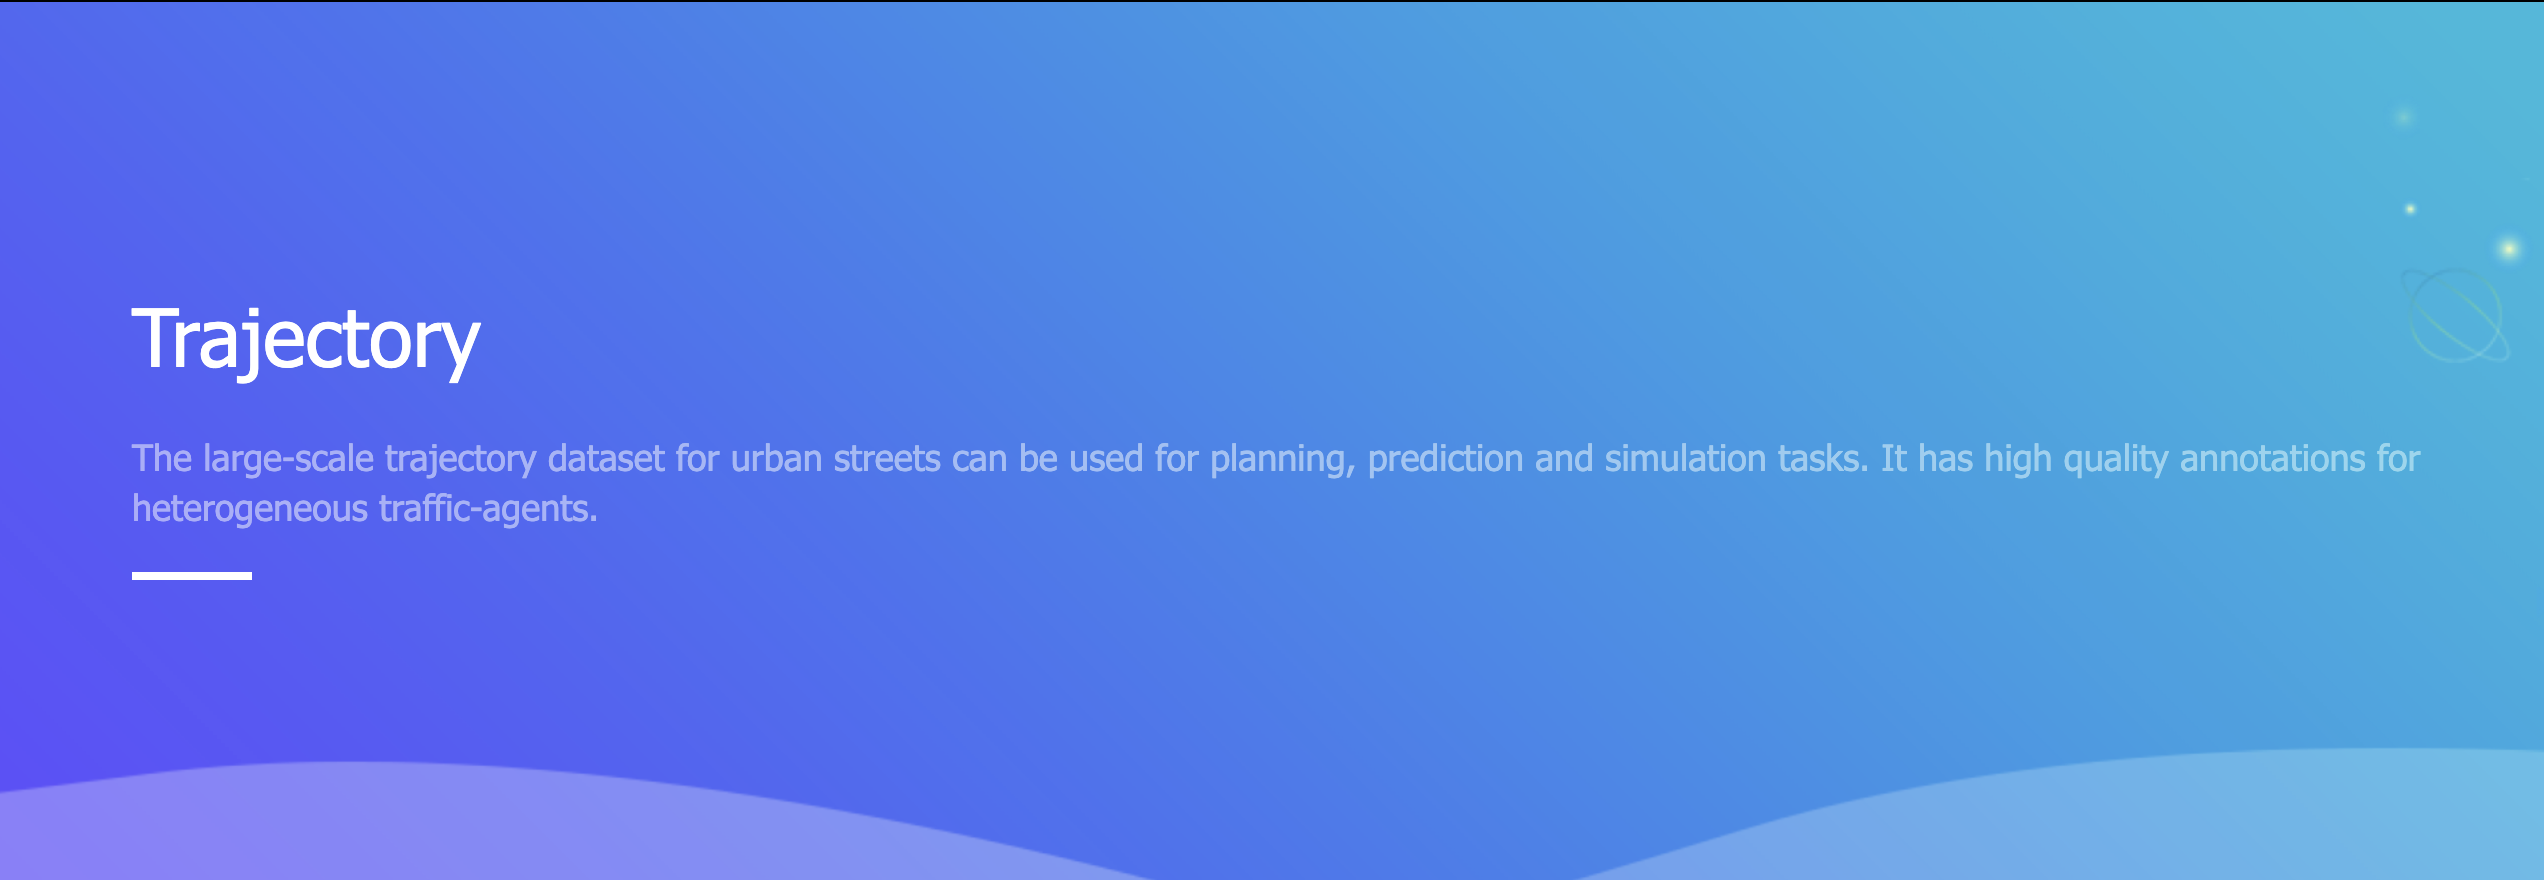 Trajectory
The large-scale trajectory dataset for urban streets can be used for planning, prediction and simulation tasks. It has high quality annotations for
heterogeneous traffic-agents.